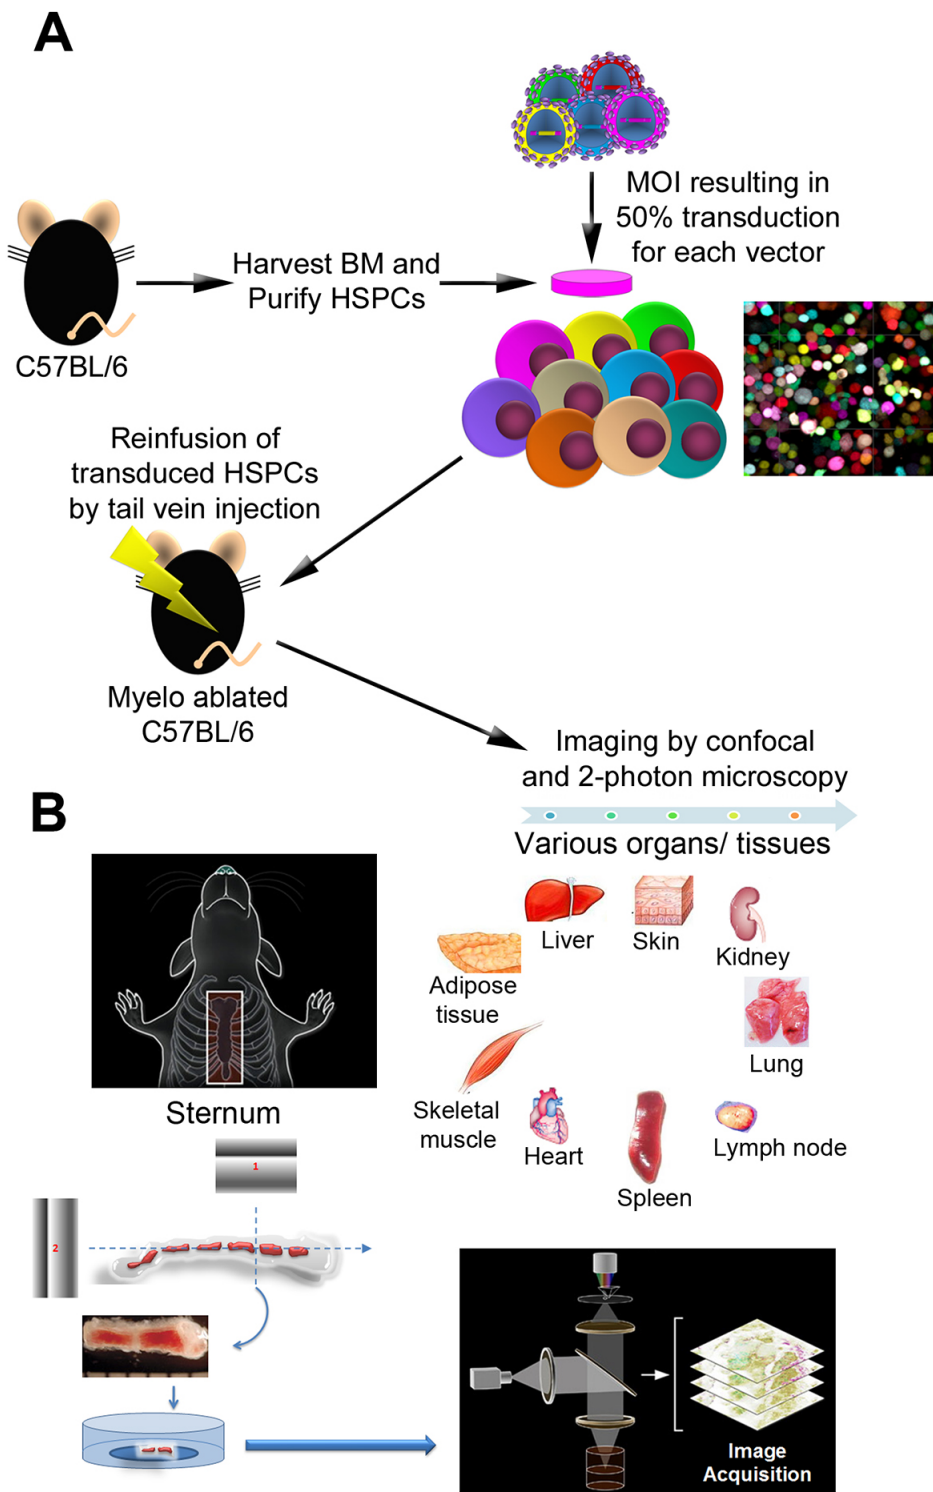 A
MOI resulting in
50% transduction
for each vector
Harvest BM and
Purify HSPCs
C57BL/6
Reinfusion of
transduced HSPCs
by tail vein injection
Myelo ablated
C57BL/6
Imaging by confocal
and 2-photon microscopy
Various organs/ tissues
Liver
Skin
Kidney
Adipose
tissue
Lung
Skeletal
muscle
Heart
Spleen
Lymph node
B
Sternum
1
2
Image
Acquisition